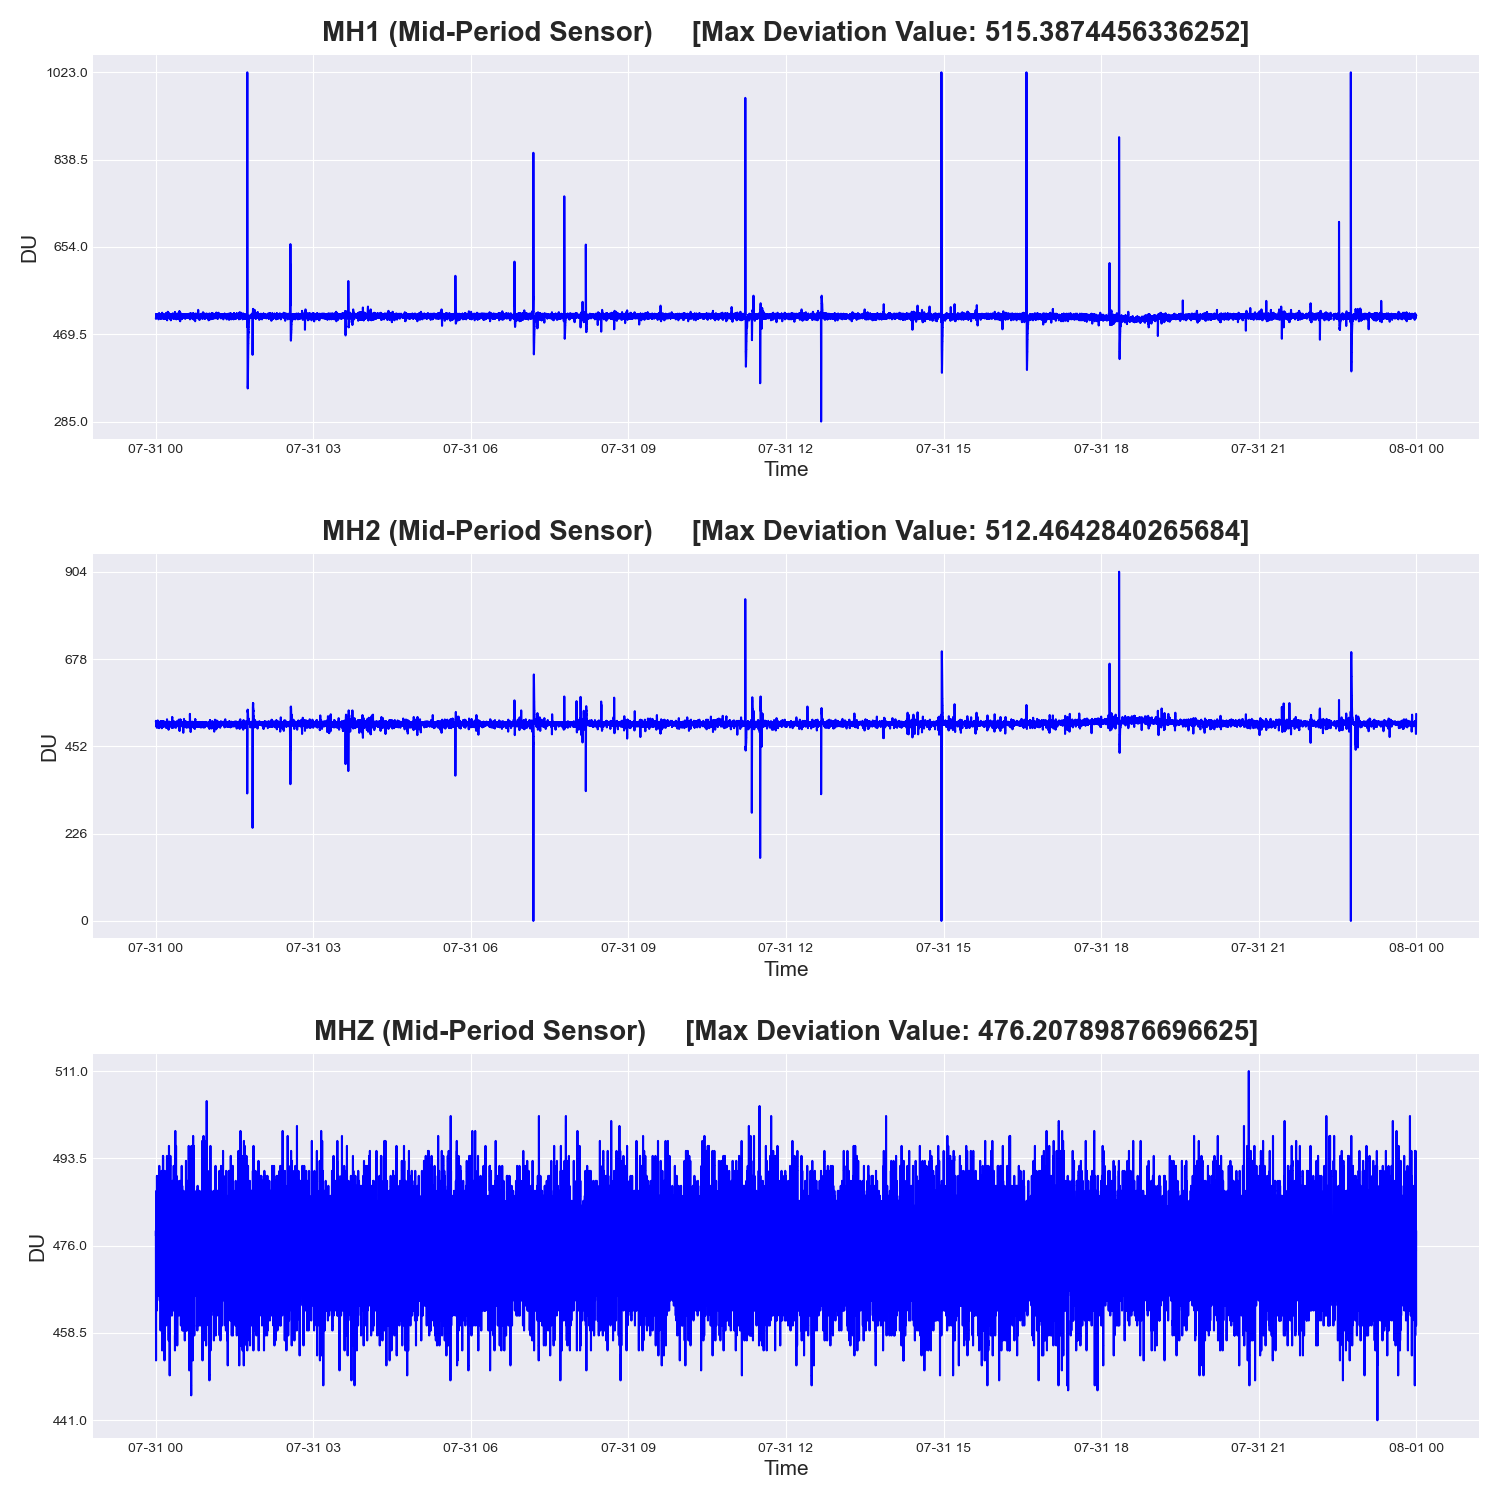 MH1 (Mid-Period Sensor) [Max Deviation Value: 515.3874456336252]
1023.0
838.5
654.0
469.5
285.0
DU
07-31 00 07-31 03 07-31 06 07-31 09 07-31 12 07-31 15 07-31 18 07-31 21 08-01 00
Time
MH2 (Mid-Period Sensor) [Max Deviation Value: 512.4642840265684]
904
678
452
226
0
DU
07-31 00 07-31 03 07-31 06 07-31 09 07-31 12 07-31 15 07-31 18 07-31 21 08-01 00
Time
MHZ (Mid-Period Sensor) [Max Deviation Value: 476.20789876696625]
511.0
493.5
476.0
458.5
441.0
DU
07-31 00 07-31 03 07-31 06 07-31 09 07-31 12 07-31 15 07-31 18 07-31 21 08-01 00
Time